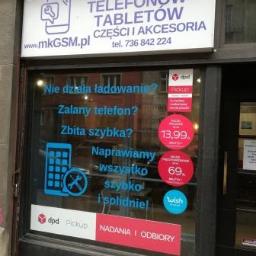 TELEFONÓW
TABLETÓW
CZĘŚCI I AKCESORIA
www.mkGSM.pl
tel. 736 842 224
Nie działa ładowanie?
Zalany telefon?
Zbita szybka?
Naprawiamy
wszystko
szybko
i solidnie!
dpd
Pickup
13,99
69
wish
dpd
Pickup
NADANIA I ODBIORY